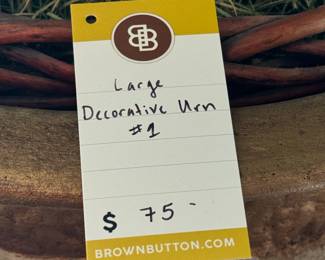 BB
Large
Decorative Urn
#1
$ 75-
BROWNBUTTON.COM